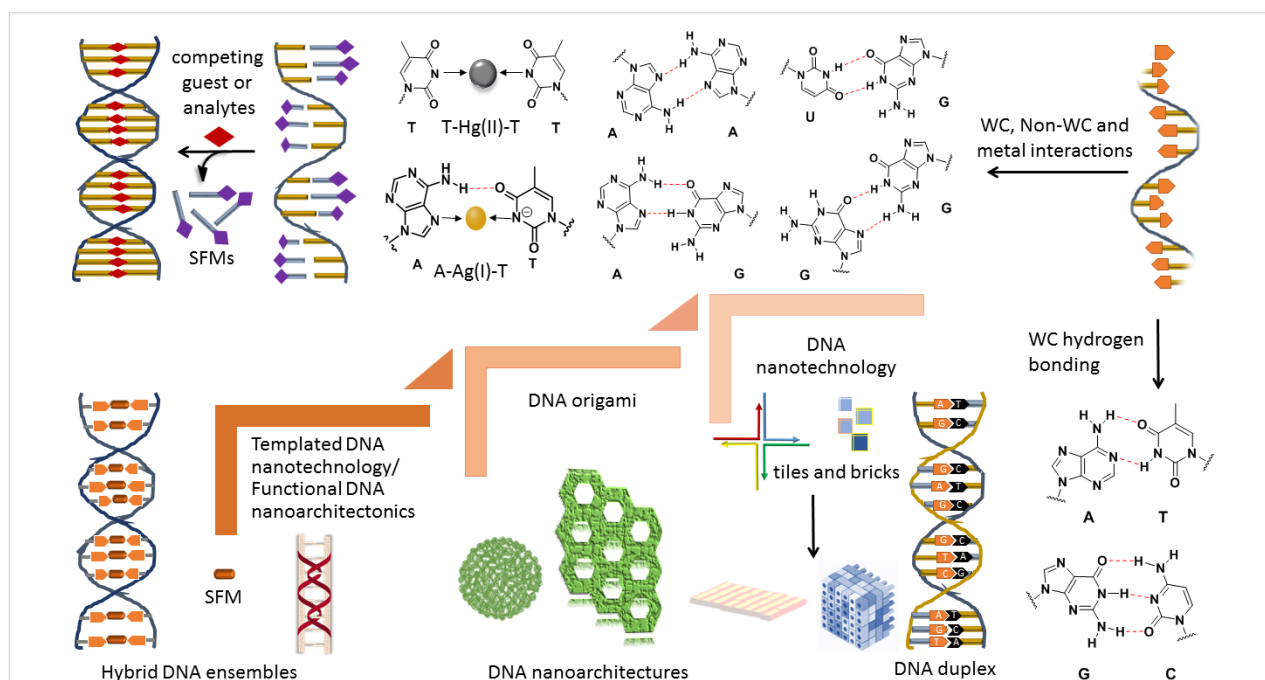 competing
guest or
analytes
SFMs
T T-Hg(II)-T T
A A-Ag(I)-T T
A A
A G
U G
G G
WC, Non-WC and
metal interactions
WC hydrogen
bonding
A T
G C
DNA
nanotechnology
tiles and bricks
DNA origami
Templated DNA
nanotechnology/
Functional DNA
nanoarchitectonics
SFM
Hybrid DNA ensembles
DNA nanoarchitectures
DNA duplex
A T
G C
G C
A T
G C
G C
T A
C G
A T
G C
T A
N
O
N
O
N
O
N
O
N
N
N
N
N
H
H
N
H
H
N
N
N
N
HN
O
N
O
H
O
N
N
H
N
N
N
H H
N
N
N
N
N
H
H
O
N
N
O
N
N
N
N
N
H
H
O
N
N
H
N
N
N
H H
O
N
N
H
N
N
N
H
H
O
N
N
H
N
N
N
H
H
N
N
N
N
N
H
H
O
N
H
N
O
N
N
O
N
H
N
N
H
H
N
H
H
N
N
O